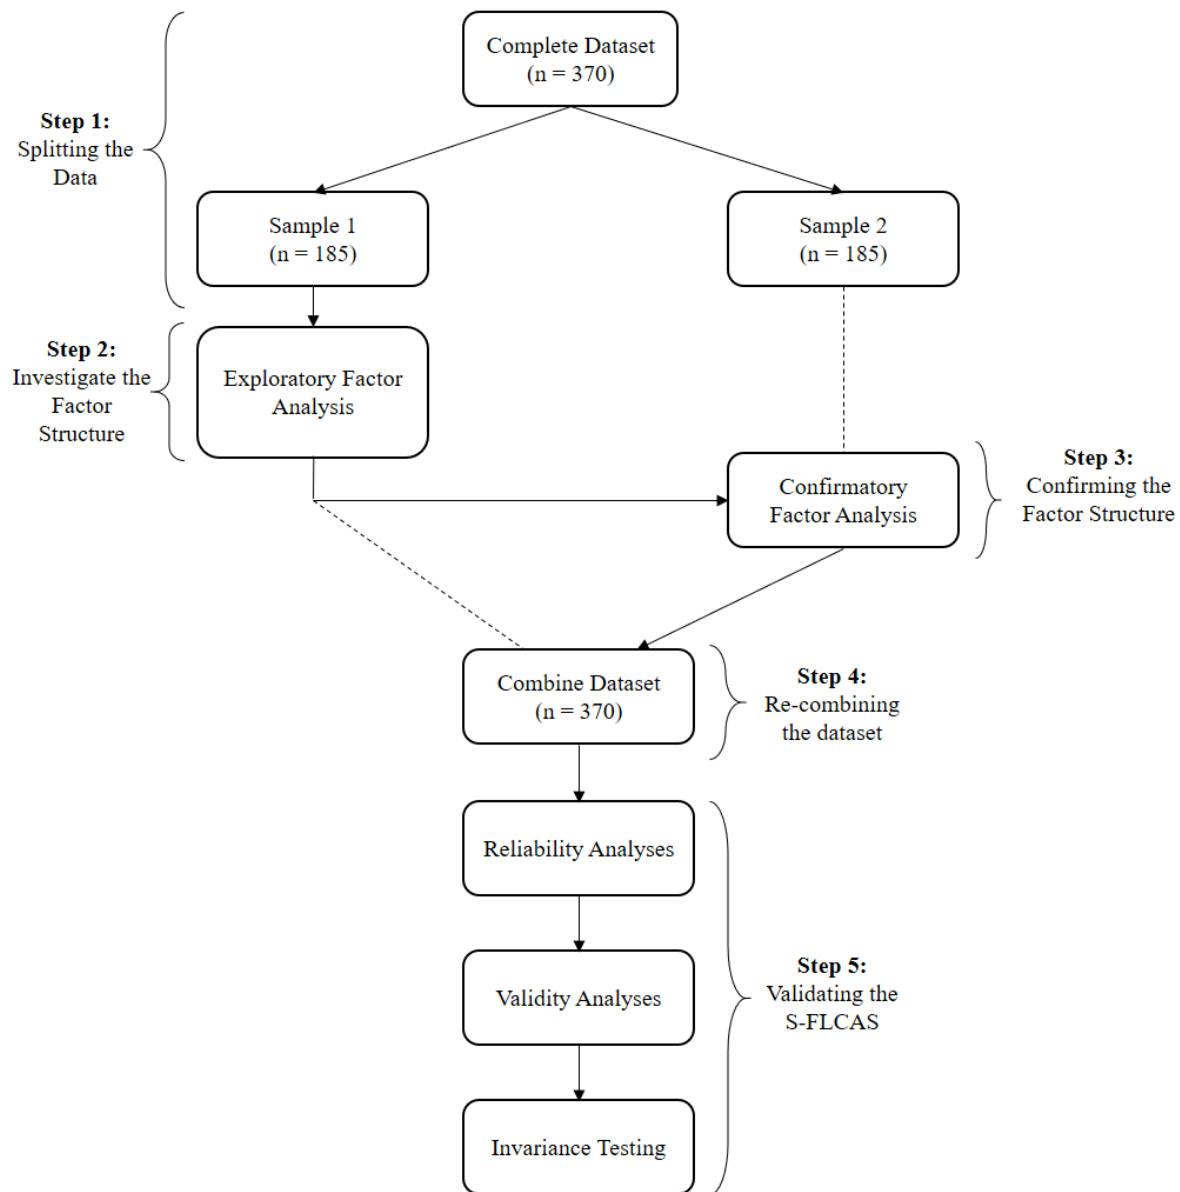 Complete Dataset
(n = 370)
Step 1:
Splitting the
Data
Sample 1
(n = 185)
Sample 2
(n = 185)
Step 2:
Investigate the
Factor
Structure
Exploratory Factor
Analysis
Confirmatory
Factor Analysis
Step 3:
Confirming the
Factor Structure
Combine Dataset
(n = 370)
Step 4:
Re-combining
the dataset
Reliability Analyses
Validity Analyses
Step 5:
Validating the
S-FLCAS
Invariance Testing